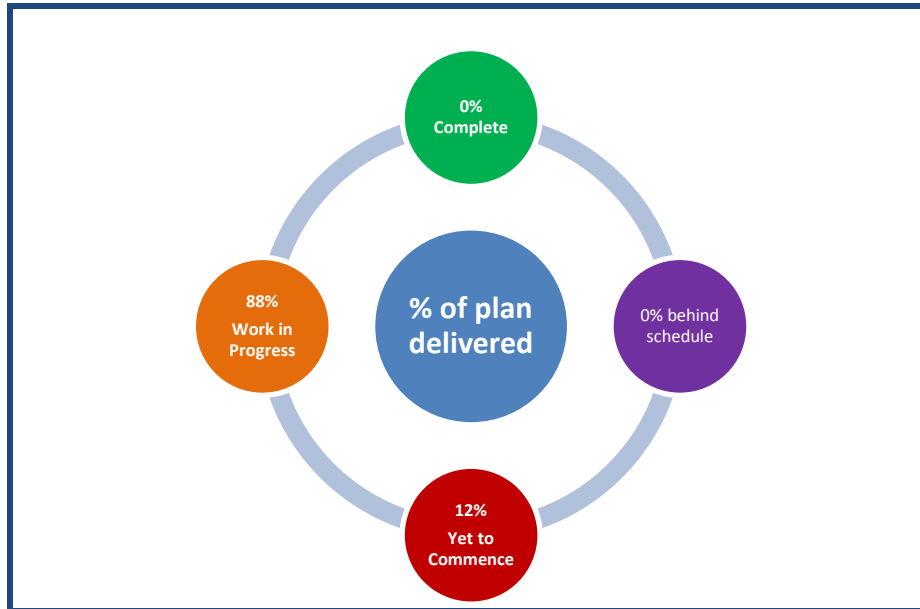 0%
Complete
88%
Work in
Progress
% of plan
delivered
0% behind
schedule
12%
Yet to
Commence